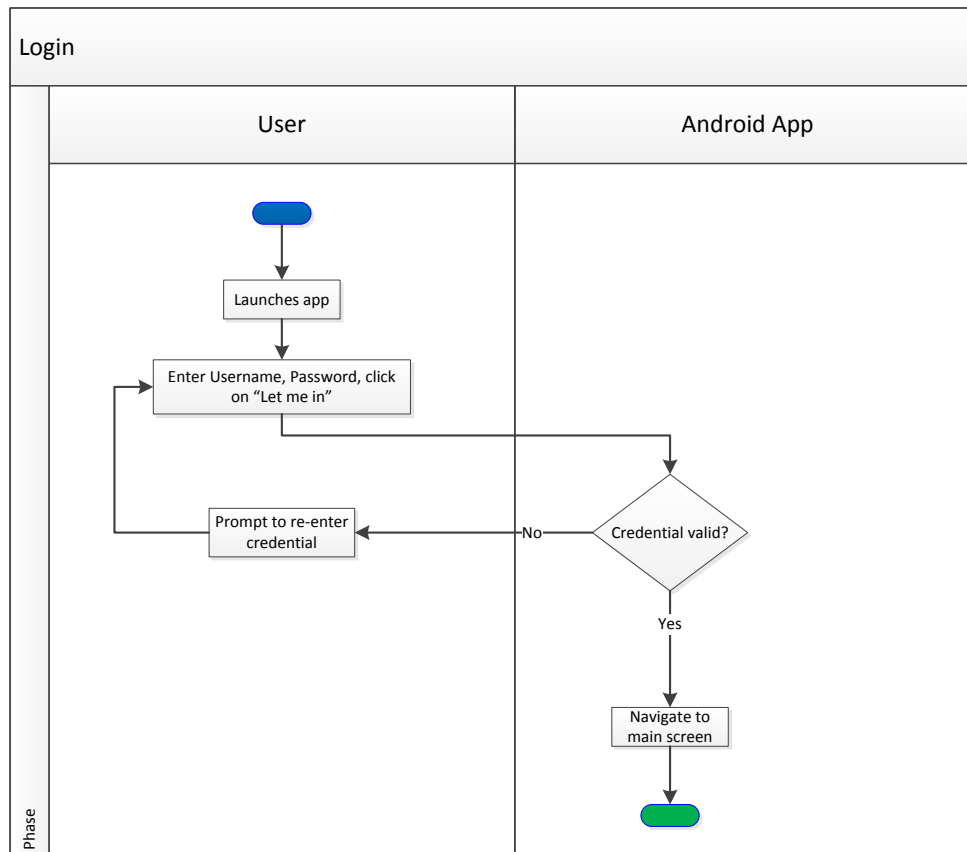 Login
User
Android App
Launches app
Enter Username, Password, click
on “Let me in”
Prompt to re-enter
credential
No
Credential valid?
Yes
Navigate to
main screen
Phase